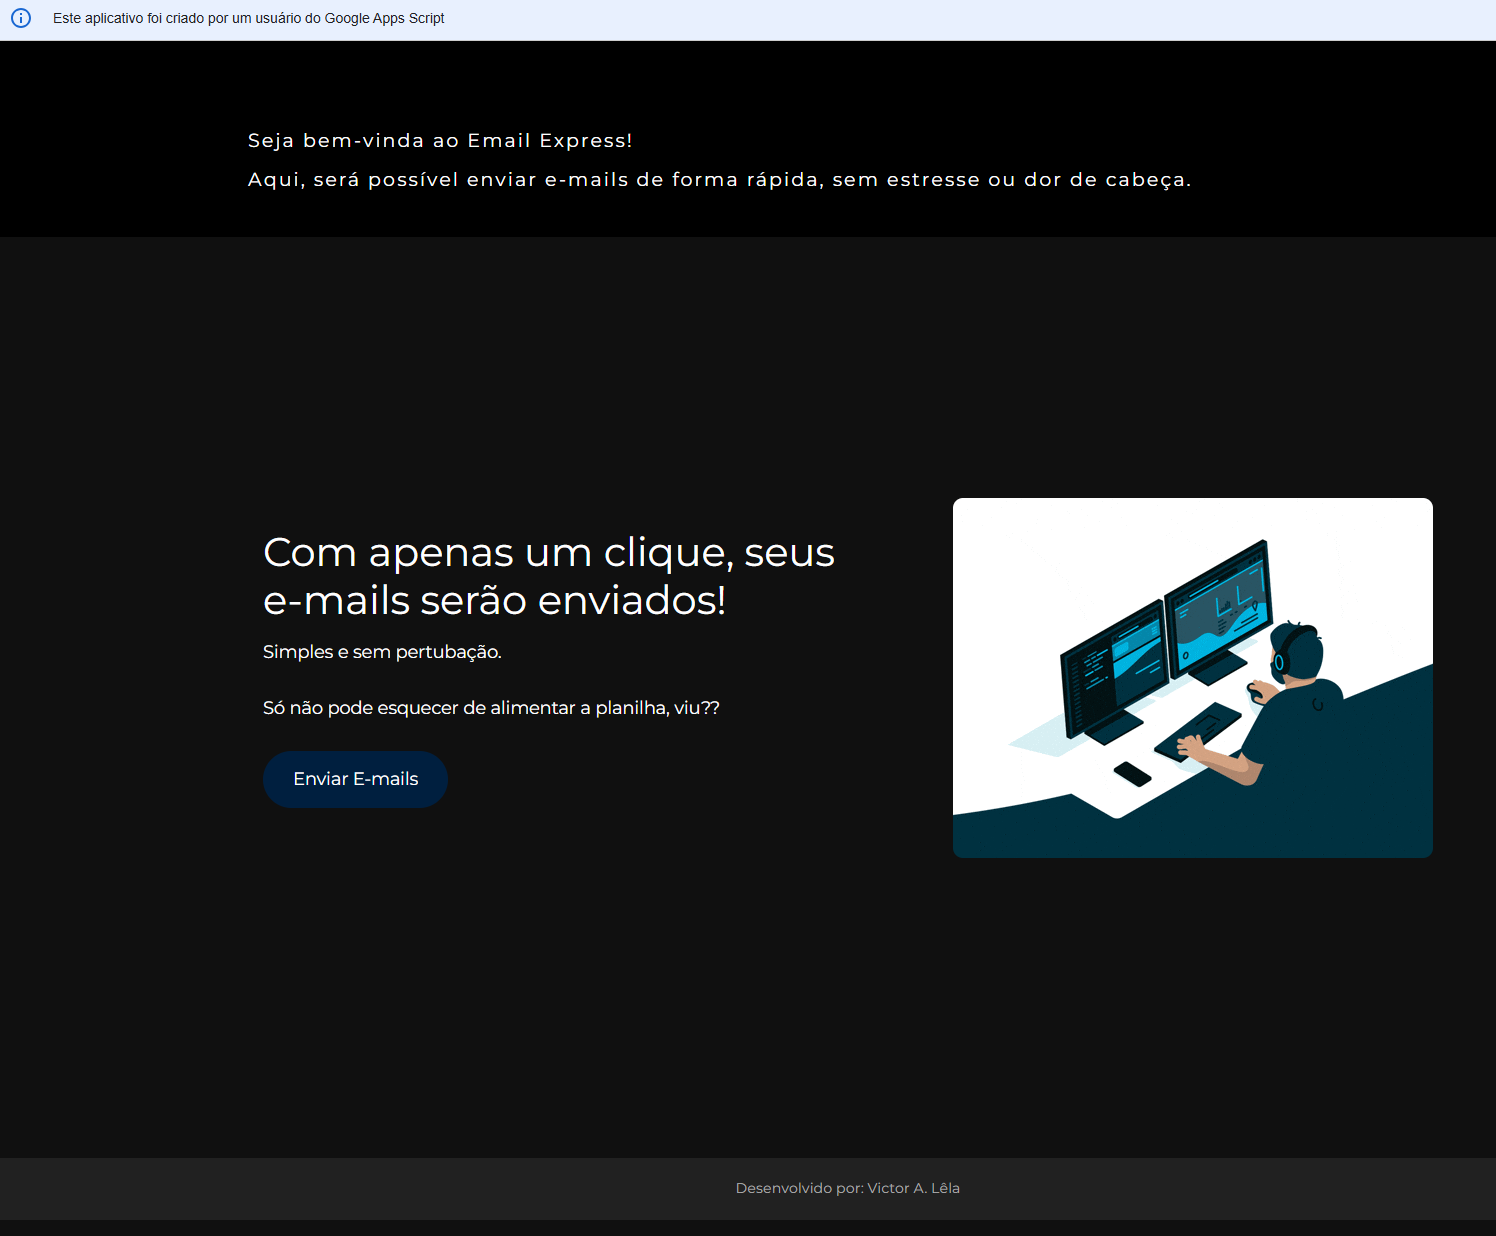 Este aplicativo foi criado por um usuário do Google Apps Script
Seja bem-vinda ao Email Express!
Aqui, será possível enviar e-mails de forma rápida, sem estresse ou dor de cabeça.
Com apenas um clique, seus
e-mails serão enviados!
Simples e sem pertubação.
Só não pode esquecer de alimentar a planilha, viu??
Enviar E-mails
Desenvolvido por: Victor A. Lêla